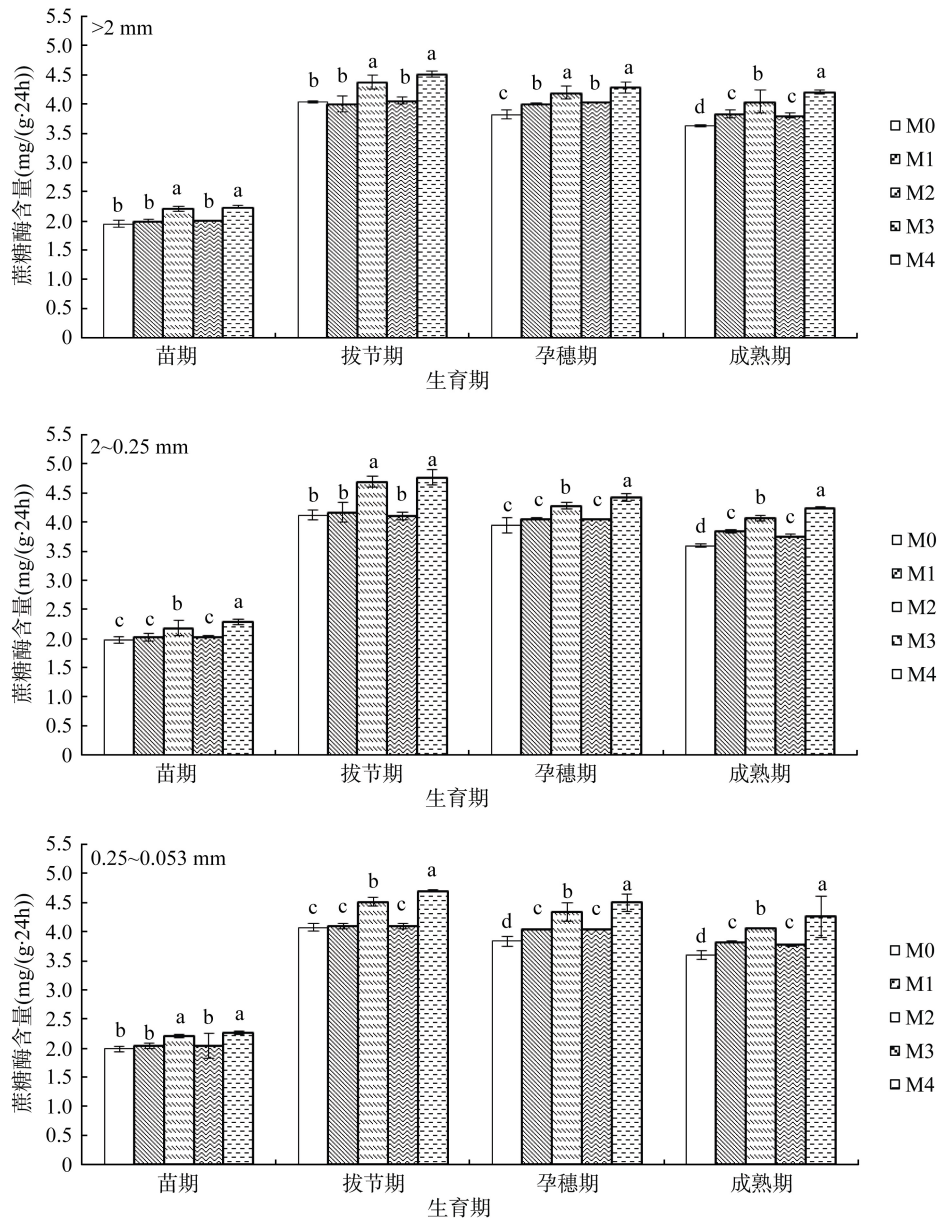 >2 mm
蔗糖酶含量(mg/(g·24h))
5.5
5.0
4.5
4.0
3.5
3.0
2.5
2.0
1.5
1.0
0.5
0
b b a b a
b b a b a
c b a b a
d c b c a
苗期 拔节期 孕穗期 成熟期
生育期
M0
M1
M2
M3
M4
2~0.25 mm
蔗糖酶含量(mg/(g·24h))
5.5
5.0
4.5
4.0
3.5
3.0
2.5
2.0
1.5
1.0
0.5
0
c c b c a
b b a b a
c c b c a
d c b c a
苗期 拔节期 孕穗期 成熟期
生育期
M0
M1
M2
M3
M4
0.25~0.053 mm
蔗糖酶含量(mg/(g·24h))
5.5
5.0
4.5
4.0
3.5
3.0
2.5
2.0
1.5
1.0
0.5
0
b b a b a
c c b c a
d c b c a
d c b c a
苗期 拔节期 孕穗期 成熟期
生育期
M0
M1
M2
M3
M4